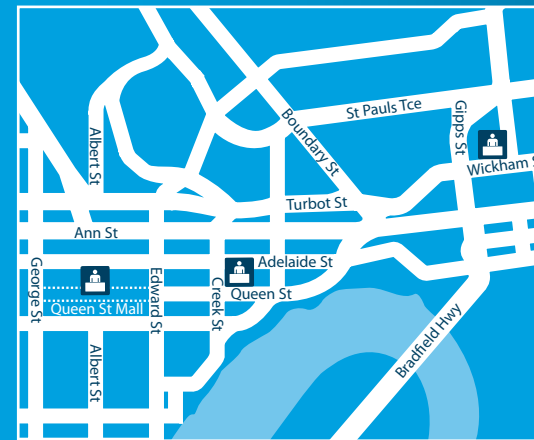 St Pauls Tce
Gipps St
Boundary St
Albert St
Wickham S
Turbot St
Ann St
Adelaide St
George St
Edward St
Creek St
Queen St
Queen St Mall
Bradfield Hwy
Albert St